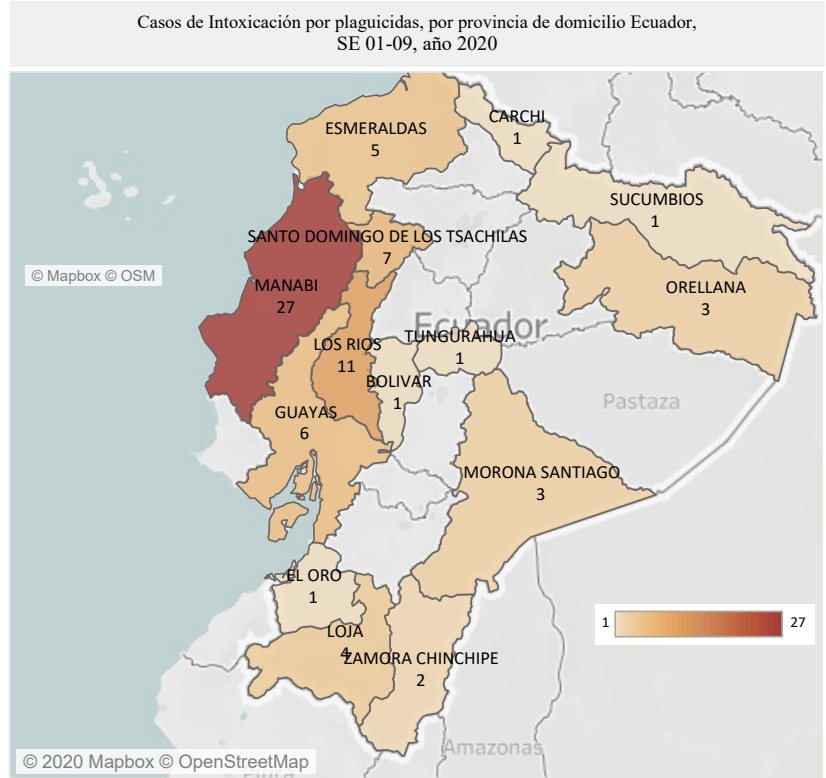 Casos de Intoxicación por plaguicidas, por provincia de domicilio Ecuador,
SE 01-09, año 2020
CARCHI
1
ESMERALDAS
5
SUCUMBIOS
1
SANTO DOMINGO DE LOS TSACHILAS
7
© Mapbox © OSM
MANABI
27
ORELLANA
3
Ecuador
TUNGURAHUA
1
LOS RIOS
11
BOLIVAR
1
Pastaza
GUAYAS
6
MORONA SANTIAGO
3
EL ORO
1
1
27
LOJA
4
ZAMORA CHINCHIPE
2
Amazonas
© 2020 Mapbox © OpenStreetMap